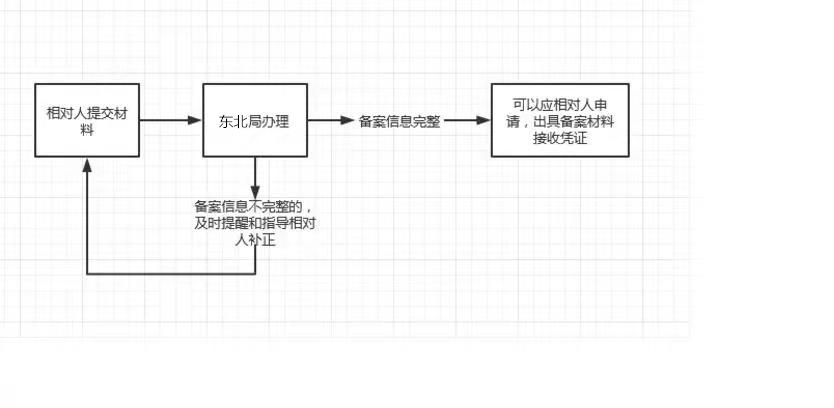 相对人提交材
料
东北局办理
备案信息完整
可以应相对人申
请，出具备案材料
接收凭证
备案信息不完整的，
及时提醒和指导相对
人补正